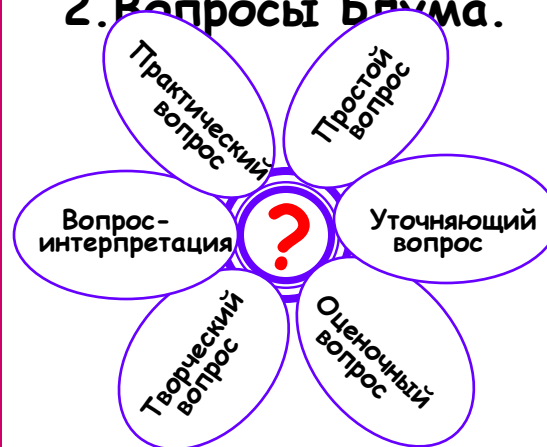 2.Вопросы Блума.
Практический
вопрос
Простой
вопрос
Вопрос-
интерпретация
?
Уточняющий
вопрос
Творческий
вопрос
Оценочный
вопрос